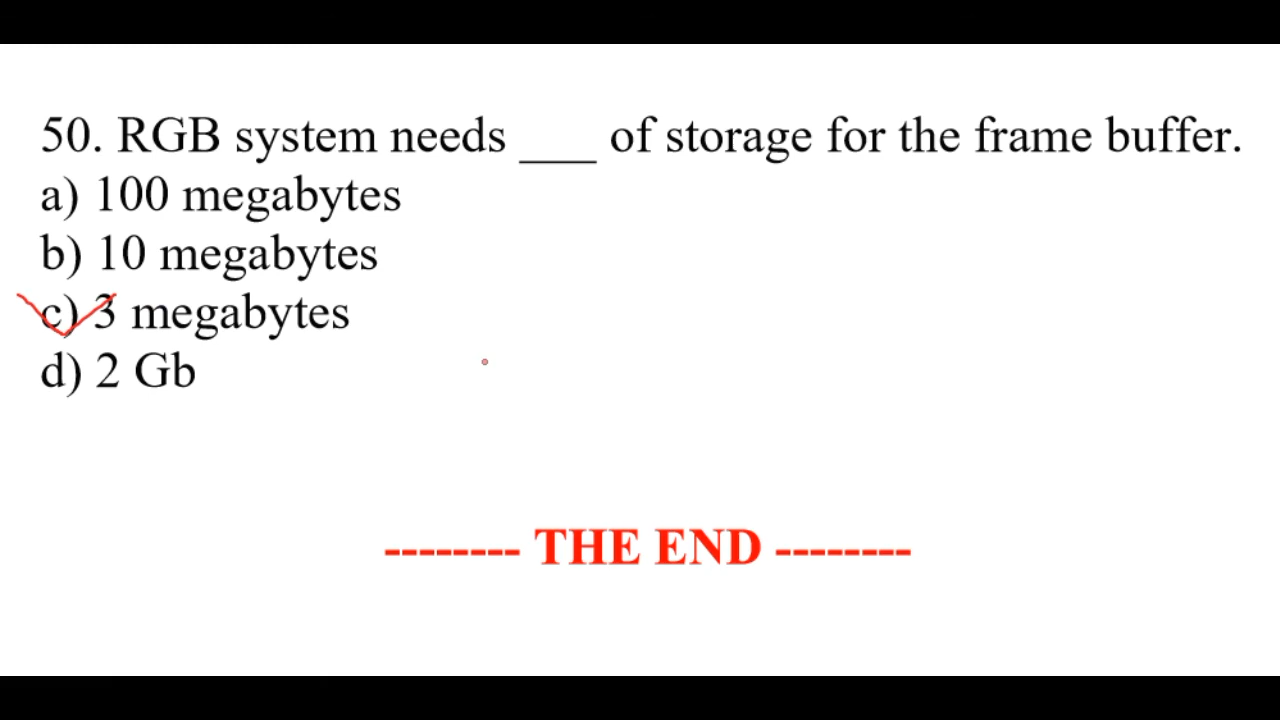 50. RGB system needs ___ of storage for the frame buffer.
a) 100 megabytes
b) 10 megabytes
c) 3 megabytes
d) 2 Gb
-------- THE END --------